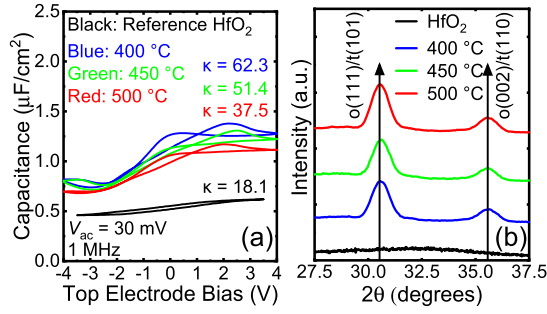 Black: Reference HfO2
Blue: 400 °C
Green: 450 °C
Red: 500 °C
κ = 62.3
κ = 51.4
κ = 37.5
κ = 18.1
Vac = 30 mV
1 MHz
(a)
Capacitance (μF/cm²)
2.5
2.0
1.5
1.0
0.5
0.0
-4 -3 -2 -1 0 1 2 3 4
Top Electrode Bias (V)
HfO2
400 °C
450 °C
500 °C
o(111)/t(101)
o(002)/t(110)
(b)
Intensity (a.u.)
27.5 30.0 32.5 35.0 37.5
2θ (degrees)